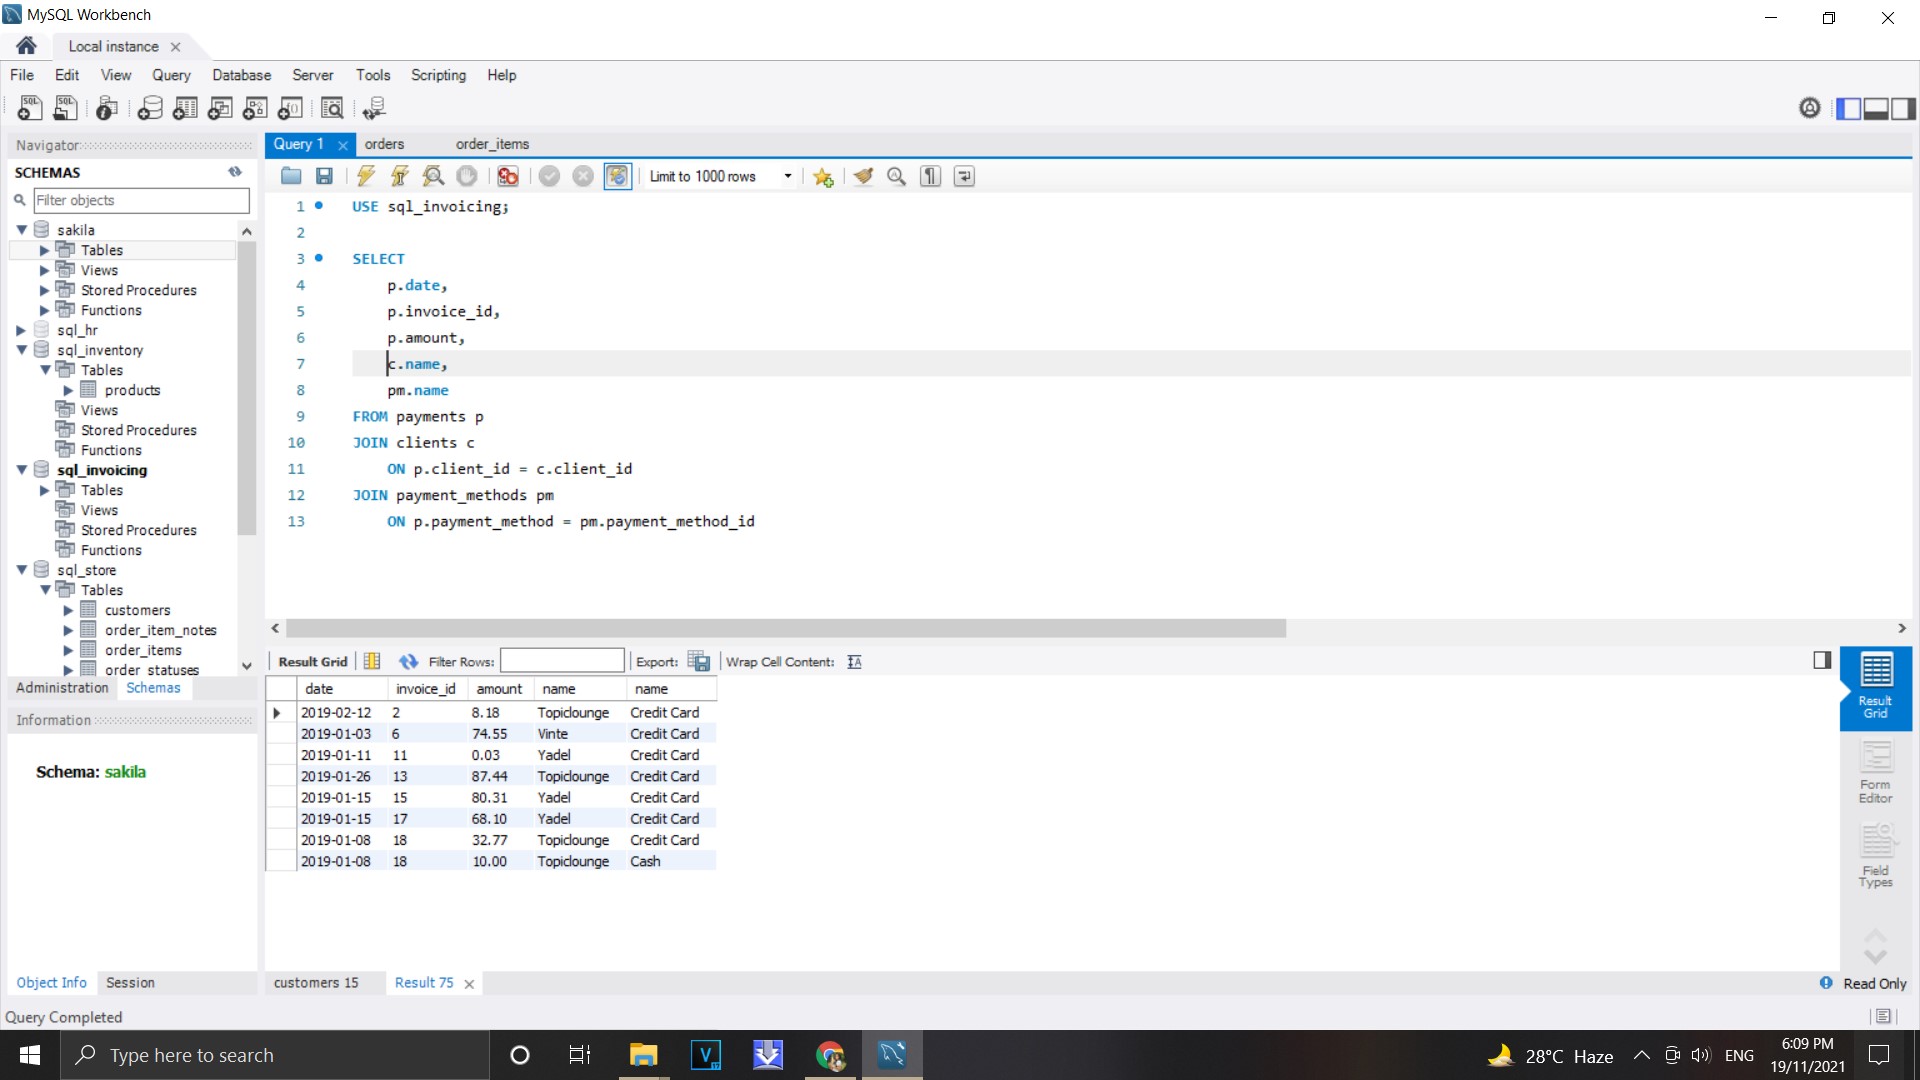 MySQL Workbench
Local instance
File Edit View Query Database Server Tools Scripting Help
Navigator
SCHEMAS
Filter objects
sakila
Tables
Views
Stored Procedures
Functions
sql_hr
sql_inventory
Tables
products
Views
Stored Procedures
Functions
sql_invoicing
Tables
Views
Stored Procedures
Functions
sql_store
Tables
customers
order_item_notes
order_items
order_statuses
Administration Schemas
Information
Schema: sakila
Object Info Session
Query 1 orders order_items
Limit to 1000 rows
1 USE sql_invoicing;
2
3 SELECT
4 p.date,
5 p.invoice_id,
6 p.amount,
7 c.name,
8 pm.name
9 FROM payments p
10 JOIN clients c
11 ON p.client_id = c.client_id
12 JOIN payment_methods pm
13 ON p.payment_method = pm.payment_method_id
Result Grid Filter Rows: Export: Wrap Cell Content:
date invoice_id amount name name
2019-02-12 2 8.18 Topiclounge Credit Card
2019-01-03 6 74.55 Vinte Credit Card
2019-01-11 11 0.03 Yadel Credit Card
2019-01-26 13 87.44 Topiclounge Credit Card
2019-01-15 15 80.31 Yadel Credit Card
2019-01-15 17 68.10 Yadel Credit Card
2019-01-08 18 32.77 Topiclounge Credit Card
2019-01-08 18 10.00 Topiclounge Cash
Result
Grid
Form
Editor
Field
Types
customers 15 Result 75
Read Only
Query Completed
Type here to search
28°C Haze
ENG
6:09 PM
19/11/2021